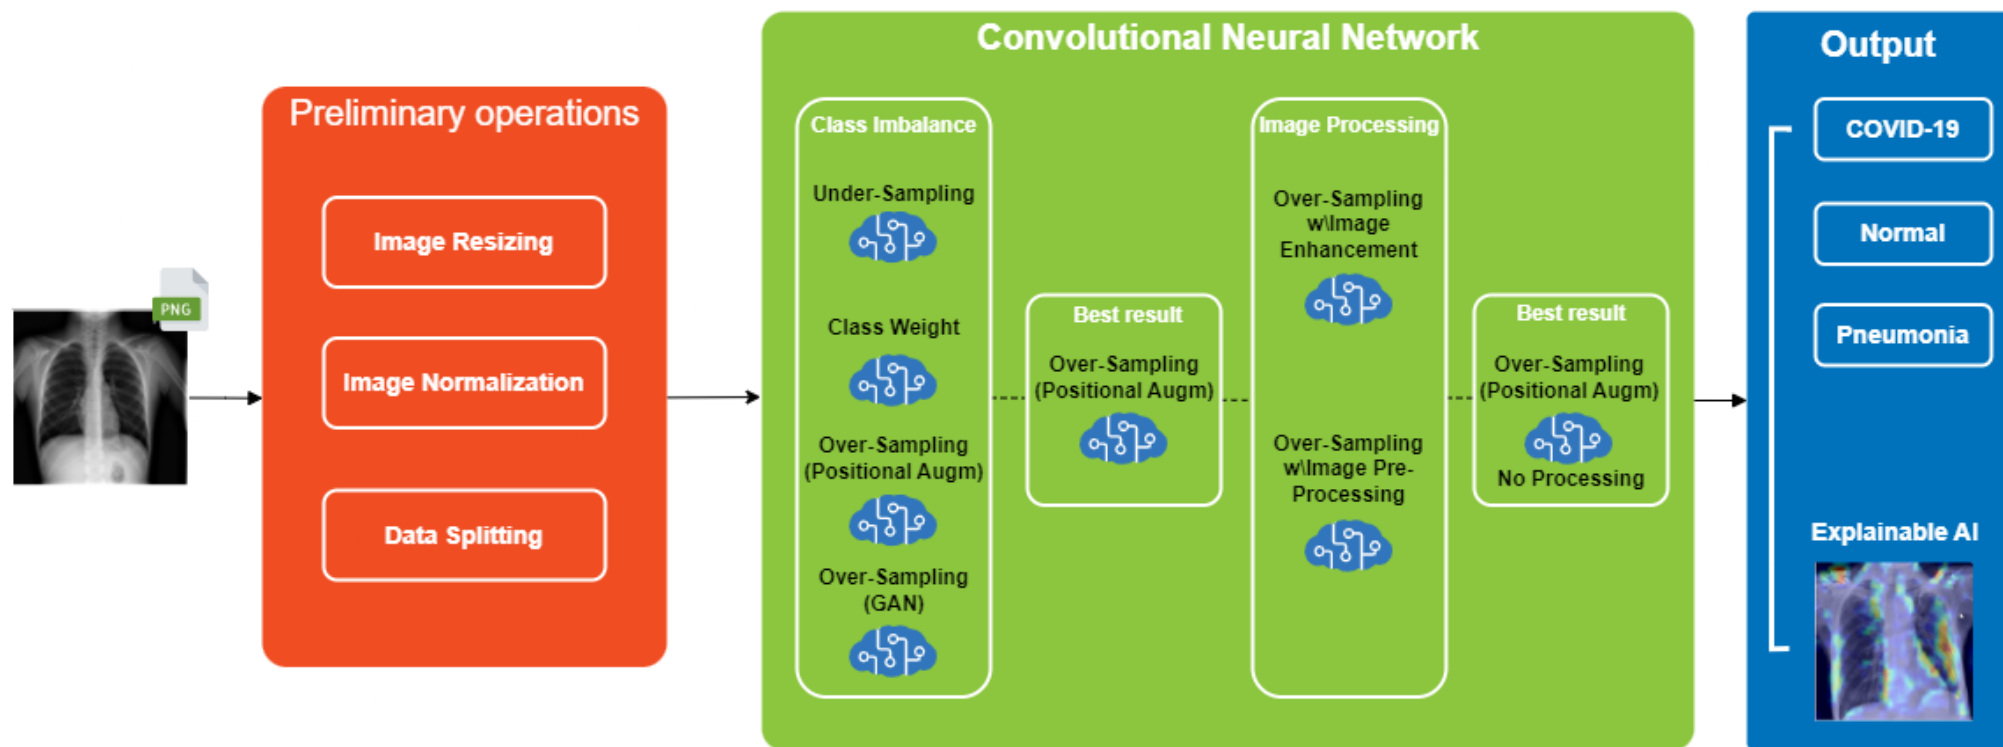 PNG
Preliminary operations
Image Resizing
Image Normalization
Data Splitting
Convolutional Neural Network
Class Imbalance
Under-Sampling
Class Weight
Over-Sampling
(Positional Augm)
Over-Sampling
(GAN)
Best result
Over-Sampling
(Positional Augm)
Image Processing
Over-Sampling
w\Image
Enhancement
Over-Sampling
w\Image Pre-
Processing
Best result
Over-Sampling
(Positional Augm)
No Processing
Output
COVID-19
Normal
Pneumonia
Explainable AI